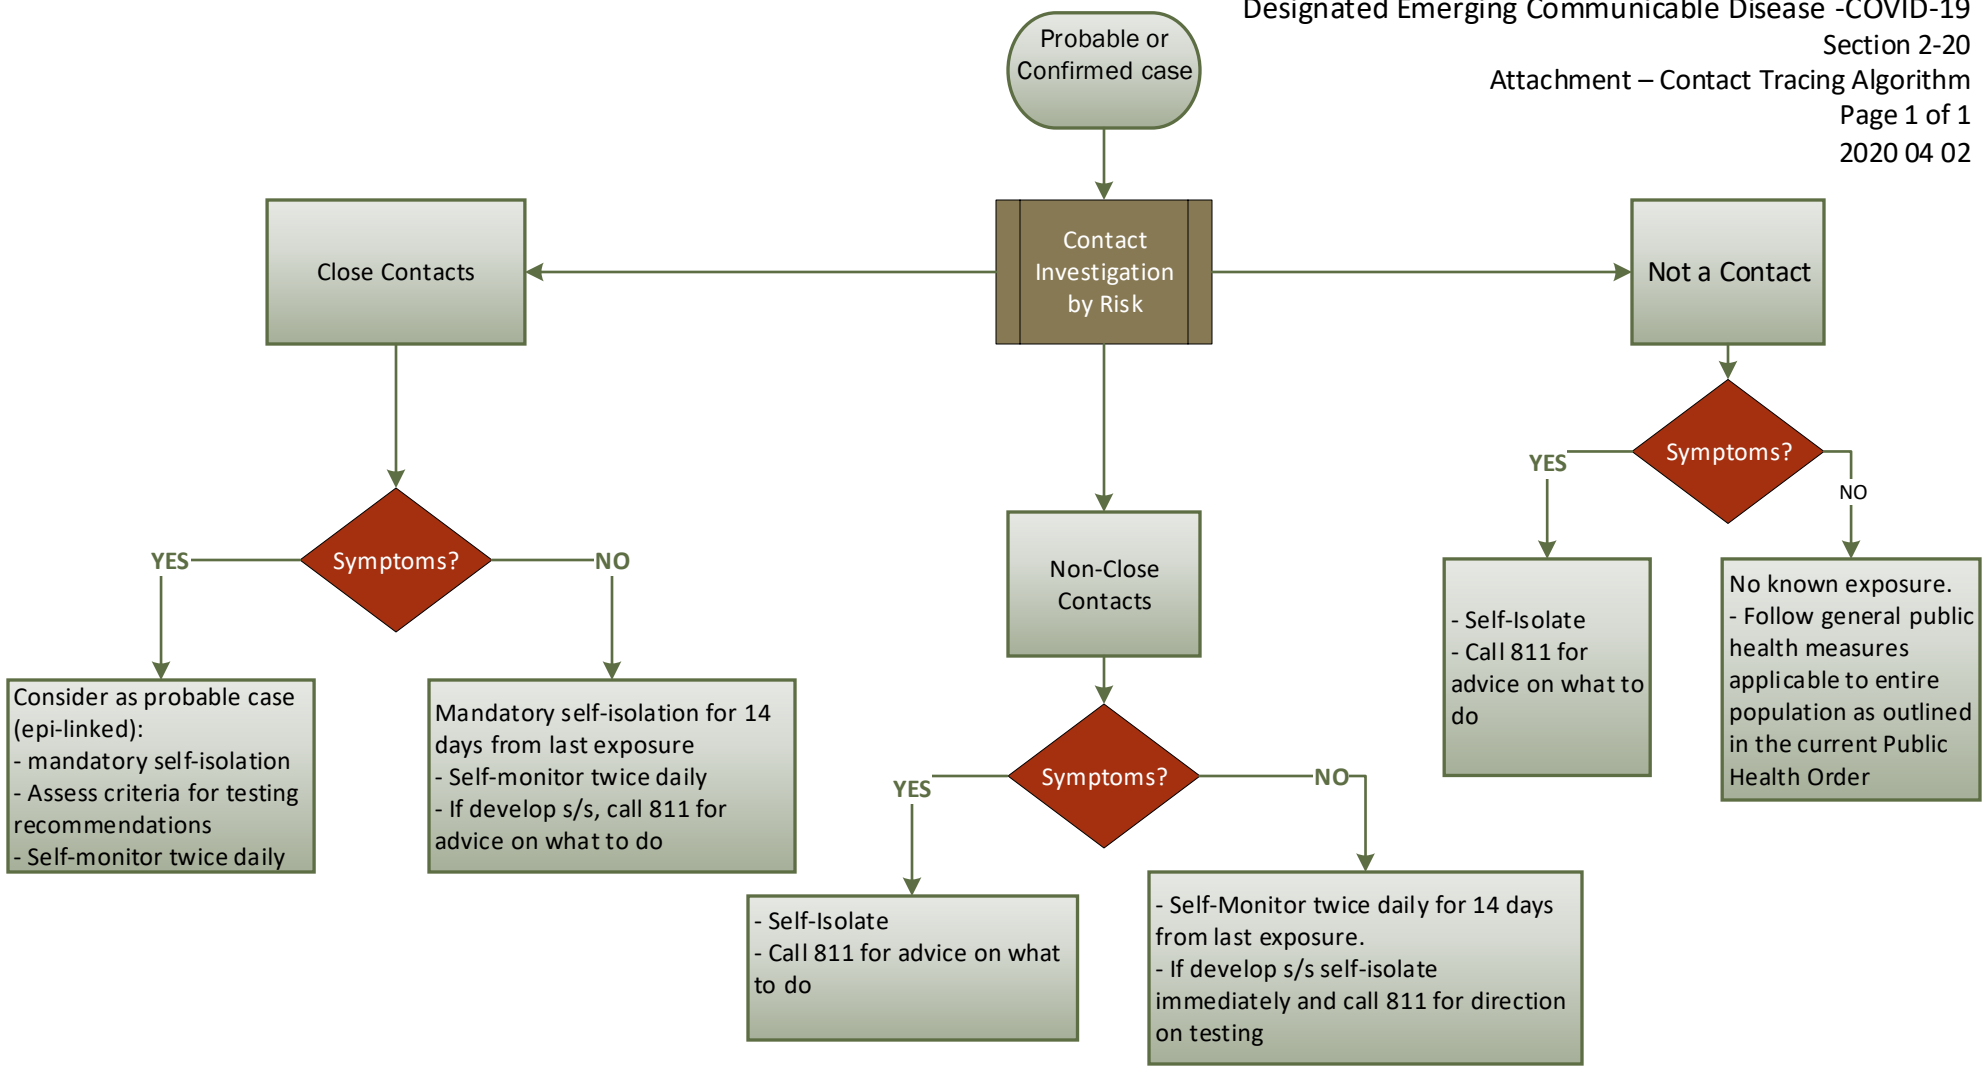 Designated Emerging Communicable Disease -COVID-19
Section 2-20
Attachment – Contact Tracing Algorithm
Page 1 of 1
2020 04 02
Probable or
Confirmed case
Contact
Investigation
by Risk
Close Contacts
Not a Contact
Symptoms?
YES
NO
Consider as probable case
(epi-linked):
- mandatory self-isolation
- Assess criteria for testing
recommendations
- Self-monitor twice daily
Mandatory self-isolation for 14
days from last exposure
- Self-monitor twice daily
- If develop s/s, call 811 for
advice on what to do
Non-Close
Contacts
Symptoms?
YES
NO
- Self-Isolate
- Call 811 for advice on what
to do
- Self-Monitor twice daily for 14 days
from last exposure.
- If develop s/s self-isolate
immediately and call 811 for direction
on testing
Symptoms?
YES
NO
- Self-Isolate
- Call 811 for
advice on what to
do
No known exposure.
- Follow general public
health measures
applicable to entire
population as outlined
in the current Public
Health Order